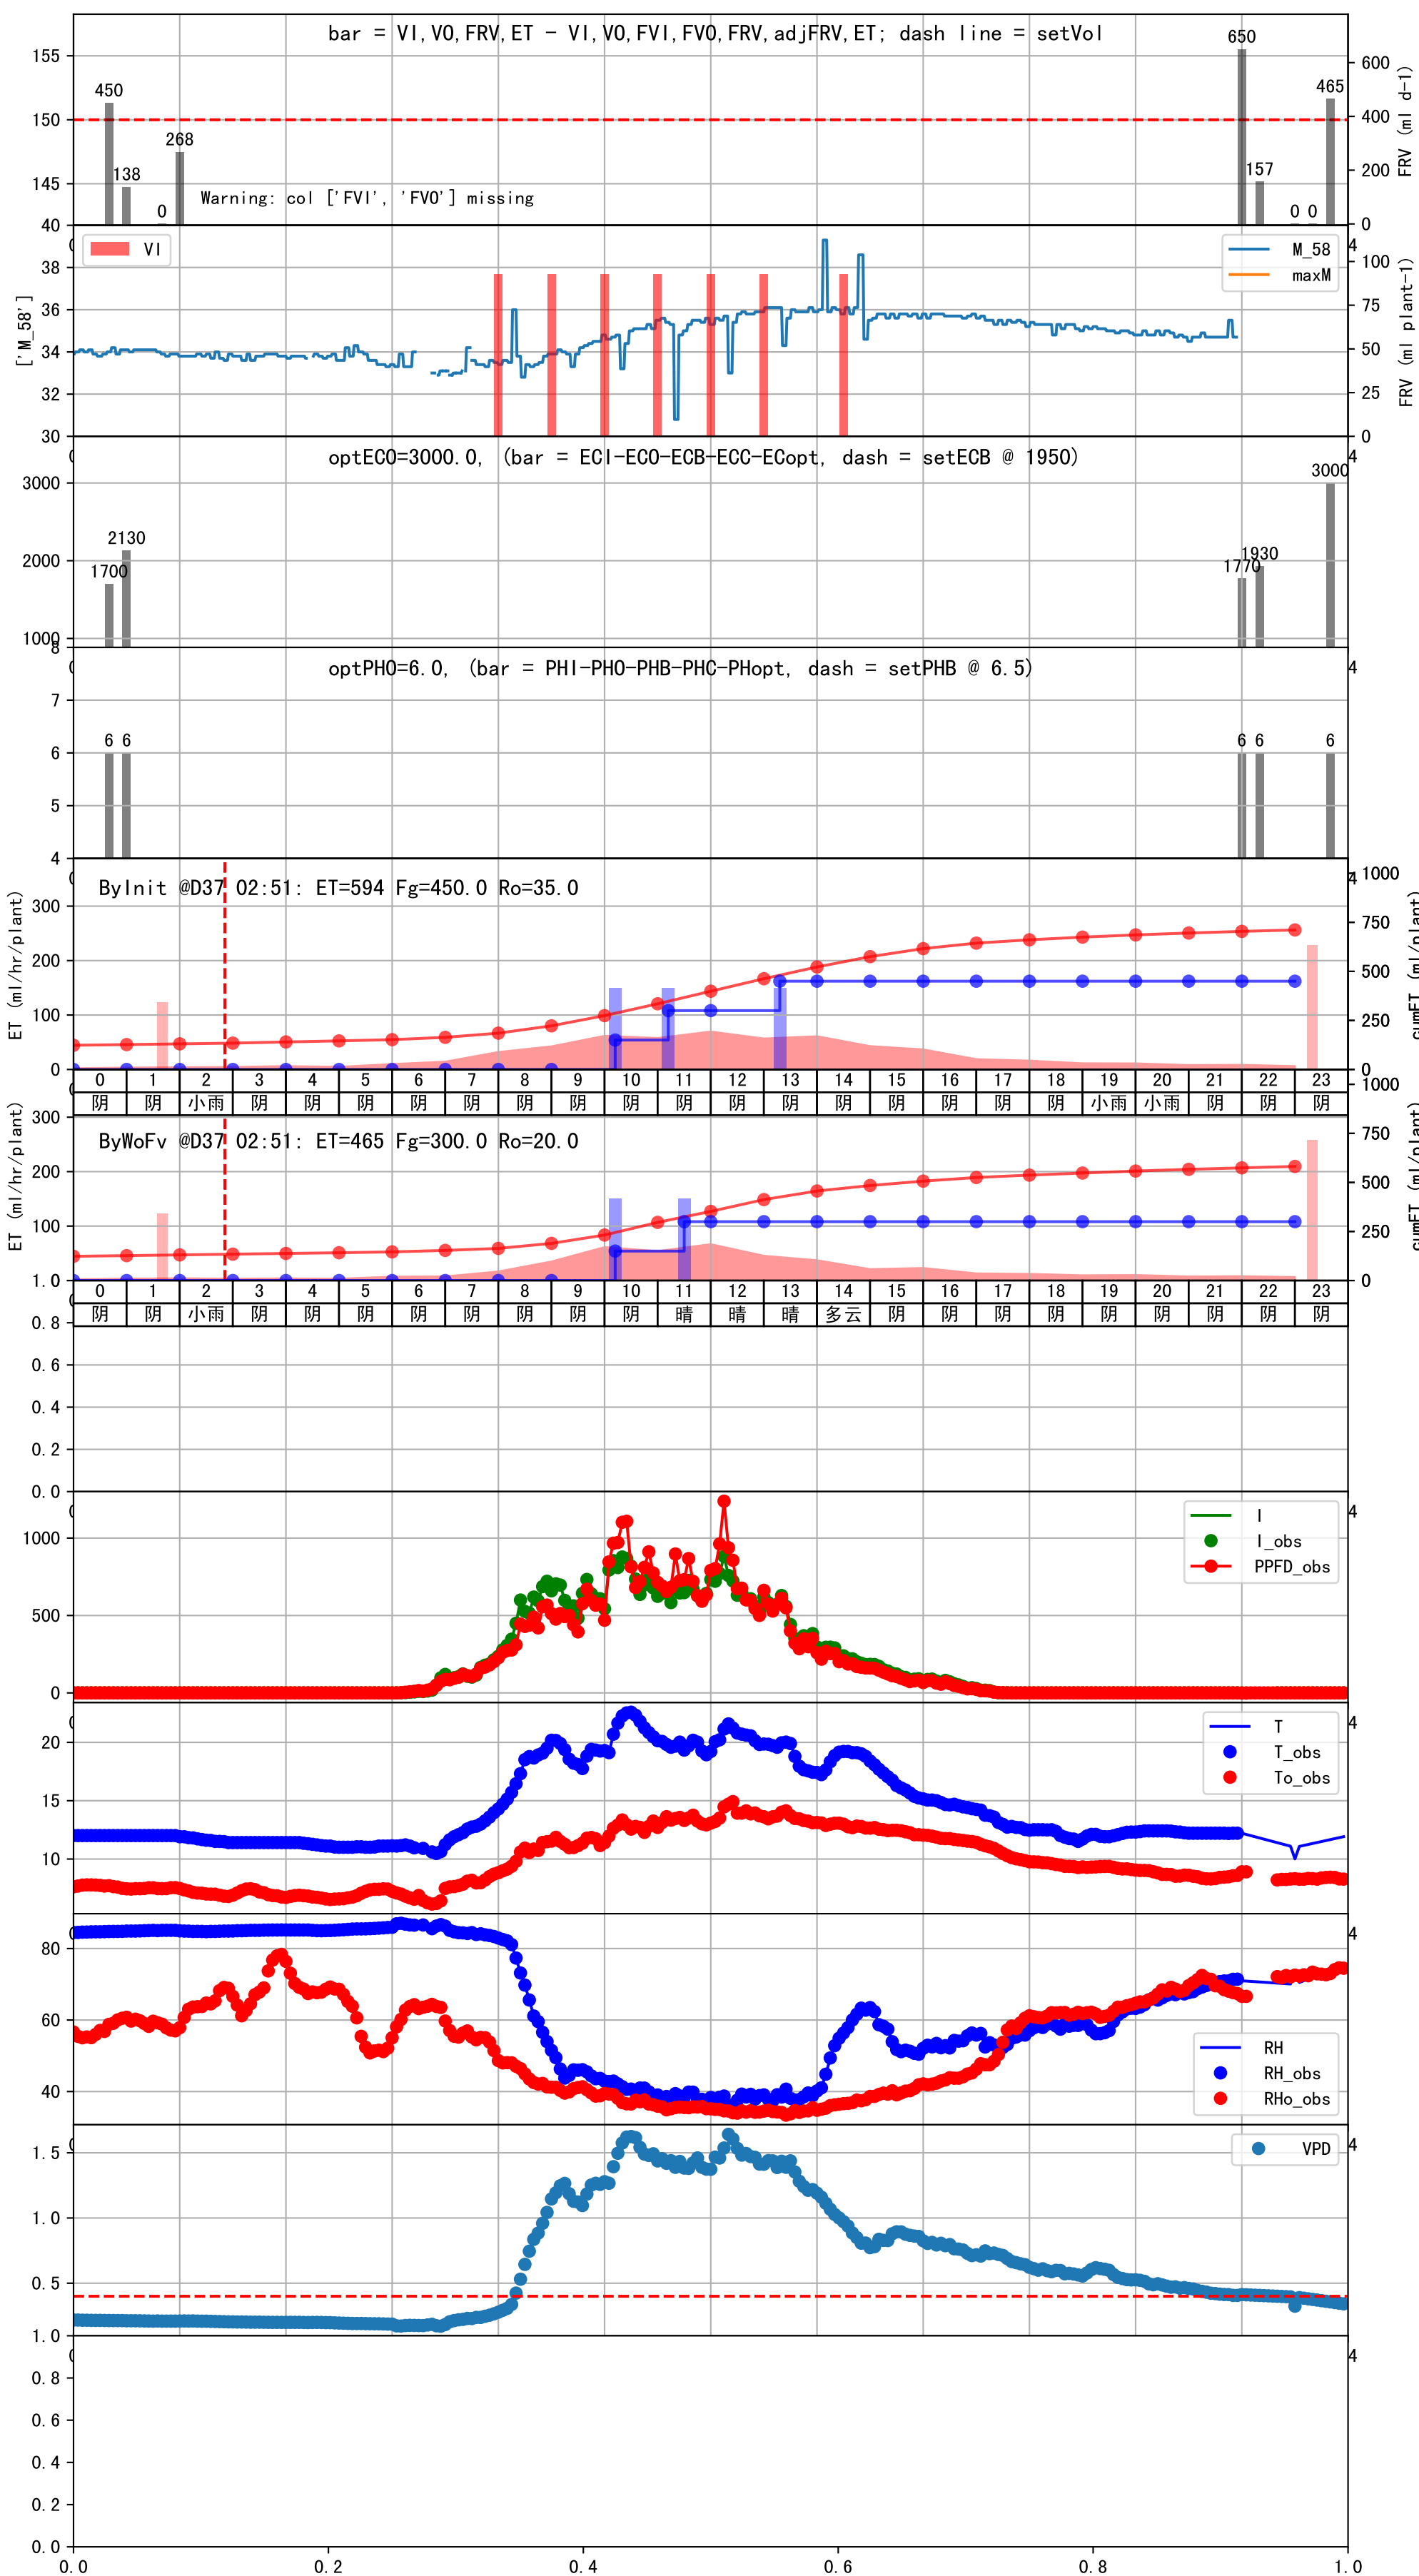 bar = VI,VO,FRV,ET - VI,VO,FVI,FVO,FRV,adjFRV,ET; dash line = setVol
650
155
600
465
450
FRV (ml d-1)
150
400
268
138
157
145
200
Warning: col ['FVI', 'FVO'] missing
0
0 0
40
0
VI
M_58
maxM
38
100
['M_58']
36
75
FRV (ml plant-1)
34
50
32
25
30
0
optECO=3000.0, (bar = ECI-ECO-ECB-ECC-ECopt, dash = setECB @ 1950)
3000
3000
2130
2000
1930
1700
1770
1000
8
optPHO=6.0, (bar = PHI-PHO-PHB-PHC-PHopt, dash = setPHB @ 6.5)
4
7
6 6
6 6
6
6
5
4
4
1000
ByInit @D37 02:51: ET=594 Fg=450.0 Ro=35.0
ET (ml/hr/plant)
cumET (ml/plant)
300
750
200
500
100
250
0
0
0 1 2 3 4 5 6 7 8 9 10 11 12 13 14 15 16 17 18 19 20 21 22 23
1000
阴 阴 小雨 阴 阴 阴 阴 阴 阴 阴 阴 阴 阴 阴 阴 阴 阴 阴 阴 小雨 小雨 阴 阴 阴
300
ByWoFv @D37 02:51: ET=465 Fg=300.0 Ro=20.0
750
ET (ml/hr/plant)
cumET (ml/plant)
200
500
100
250
1.0
0
0 1 2 3 4 5 6 7 8 9 10 11 12 13 14 15 16 17 18 19 20 21 22 23
阴 阴 小雨 阴 阴 阴 阴 阴 阴 阴 阴 晴 晴 晴 多云 阴 阴 阴 阴 阴 阴 阴 阴 阴
0.8
0.6
0.4
0.2
0.0
4
I
I_obs
PPFD_obs
1000
500
0
4
T
T_obs
To_obs
20
15
10
4
80
60
40
RH
RH_obs
RHo_obs
4
VPD
1.5
1.0
0.5
1.0
4
0.8
0.6
0.4
0.2
0.0
0.0 0.2 0.4 0.6 0.8 1.0